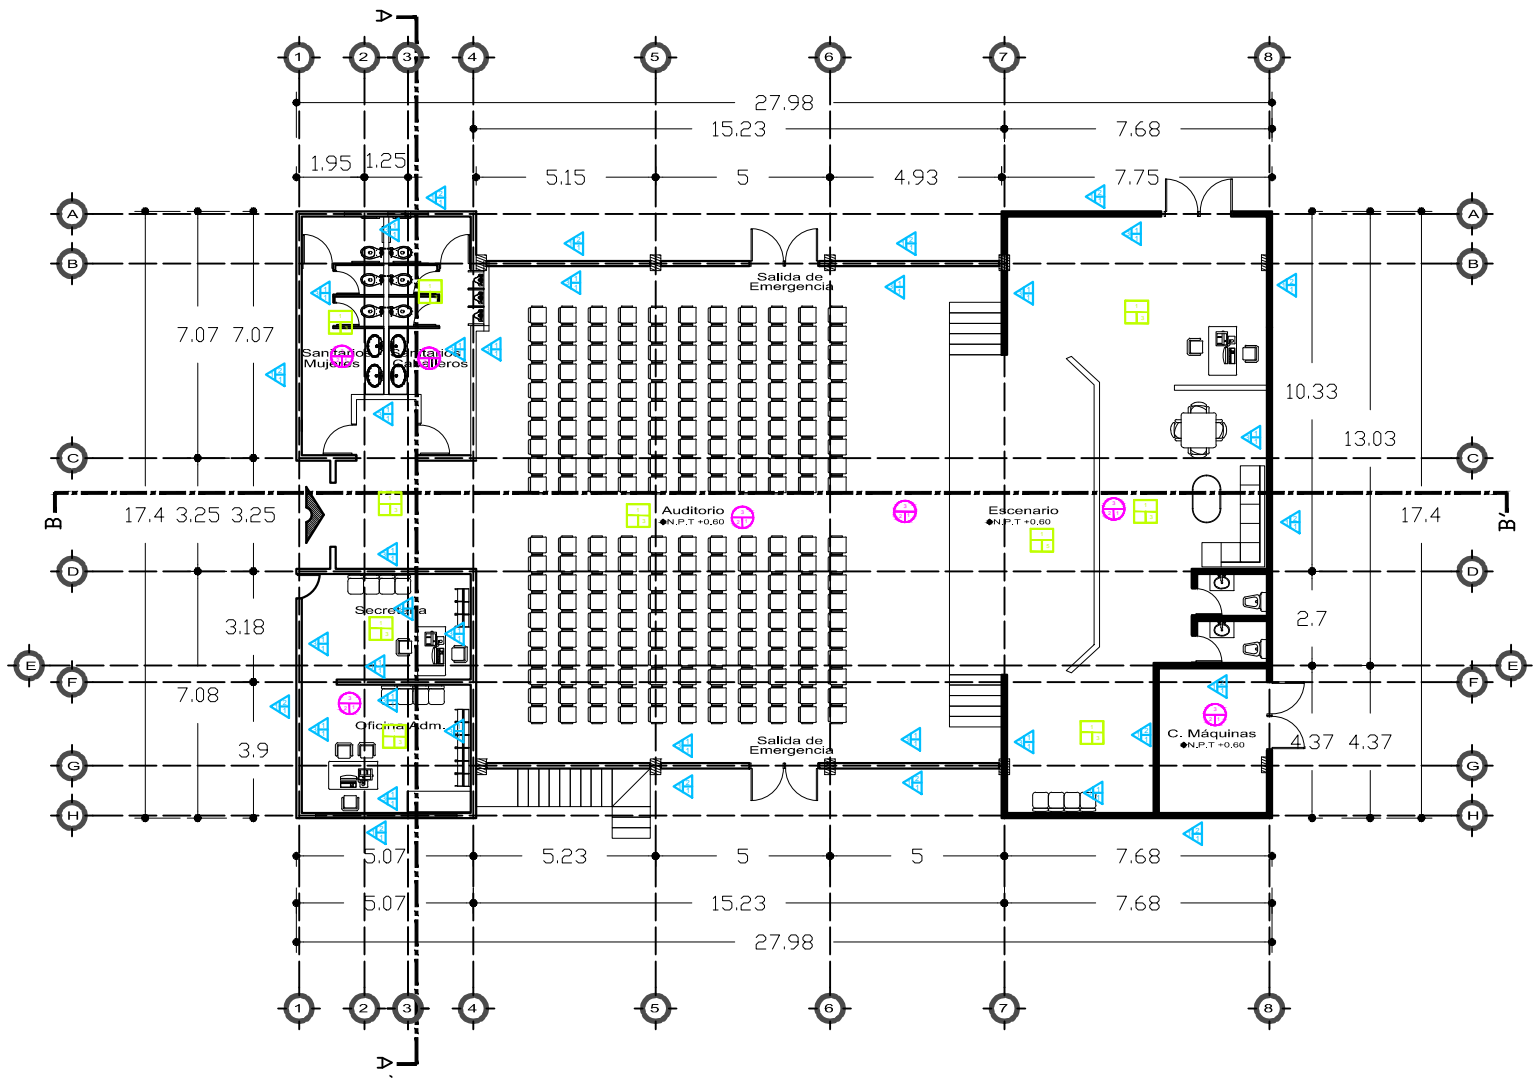 A
1 2 3 4 5 6 7 8
27.98
15.23 7.68
1.95 1.25 5.15 5 4.93 7.75
A A
B B
Salida de
Emergencia
7.07 7.07
Sanitarios
Mujeres
Sanitarios
Caballeros
10.33
13.03
C C
B B'
17.4 3.25 3.25 17.4
Auditorio
N.P.T +0.60
Escenario
N.P.T +0.60
D D
Secretaria
3.18 2.7
E E
F F
7.08
Oficina Adm.
Salida de
Emergencia
C. Máquinas
N.P.T +0.60
3.9 4.37 4.37
G G
H H
5.07 5.23 5 5 7.68
5.07 15.23 7.68
27.98
1 2 3 4 5 6 7 8
A'